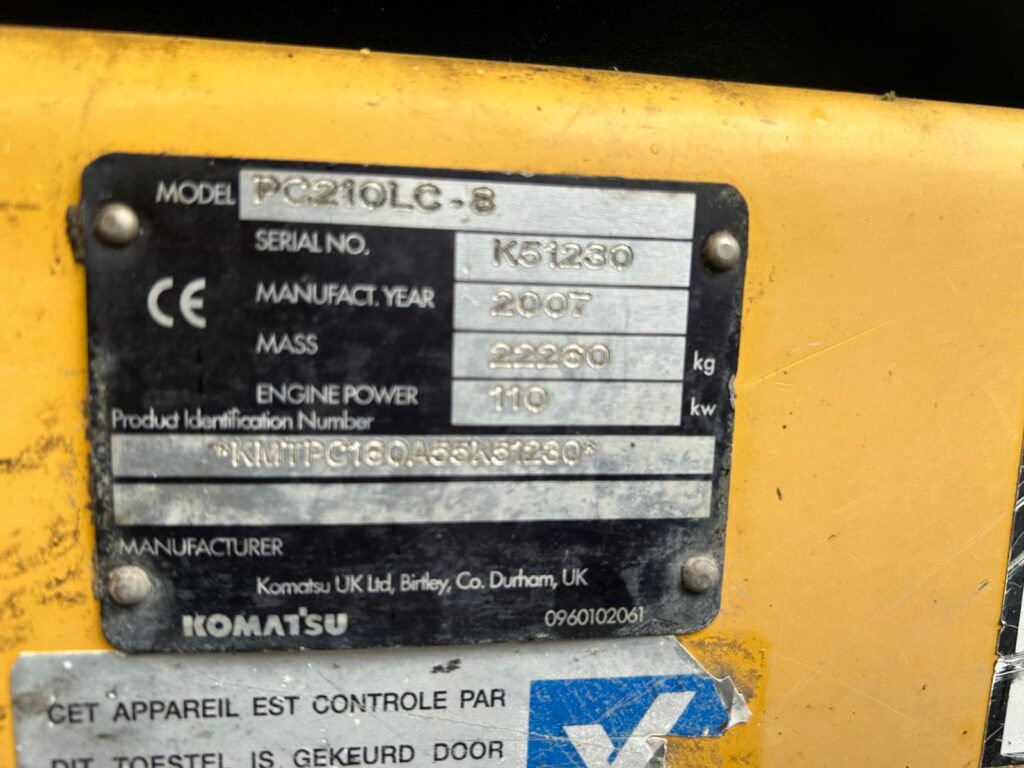 MODEL PC210LC-8
SERIAL NO. K51230
CE
MANUFACT. YEAR 2007
MASS 22260 kg
ENGINE POWER 110 kw
Product Identification Number
*KMTPC180A55K51230*
MANUFACTURER
Komatsu UK Ltd, Birtley, Co. Durham, UK
KOMATSU 0960102061
CET APPAREIL EST CONTROLE PAR
DIT TOESTEL IS GEKEURD DOOR